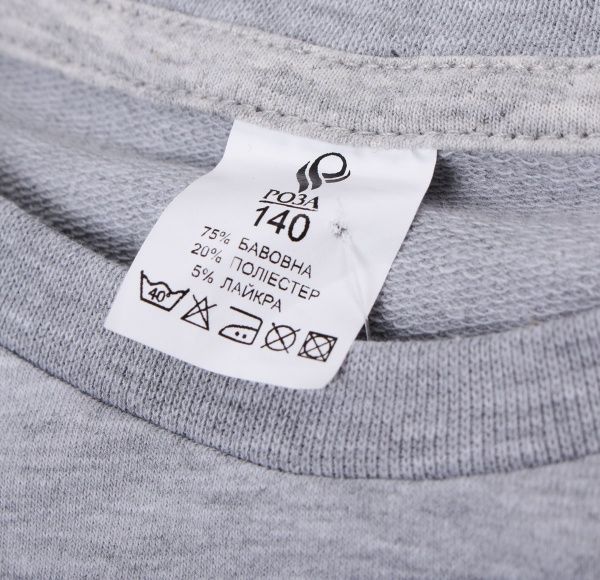 РОЗА
140
75% БАВОВНА
20% ПОЛІЕСТЕР
5% ЛАЙКРА
40°